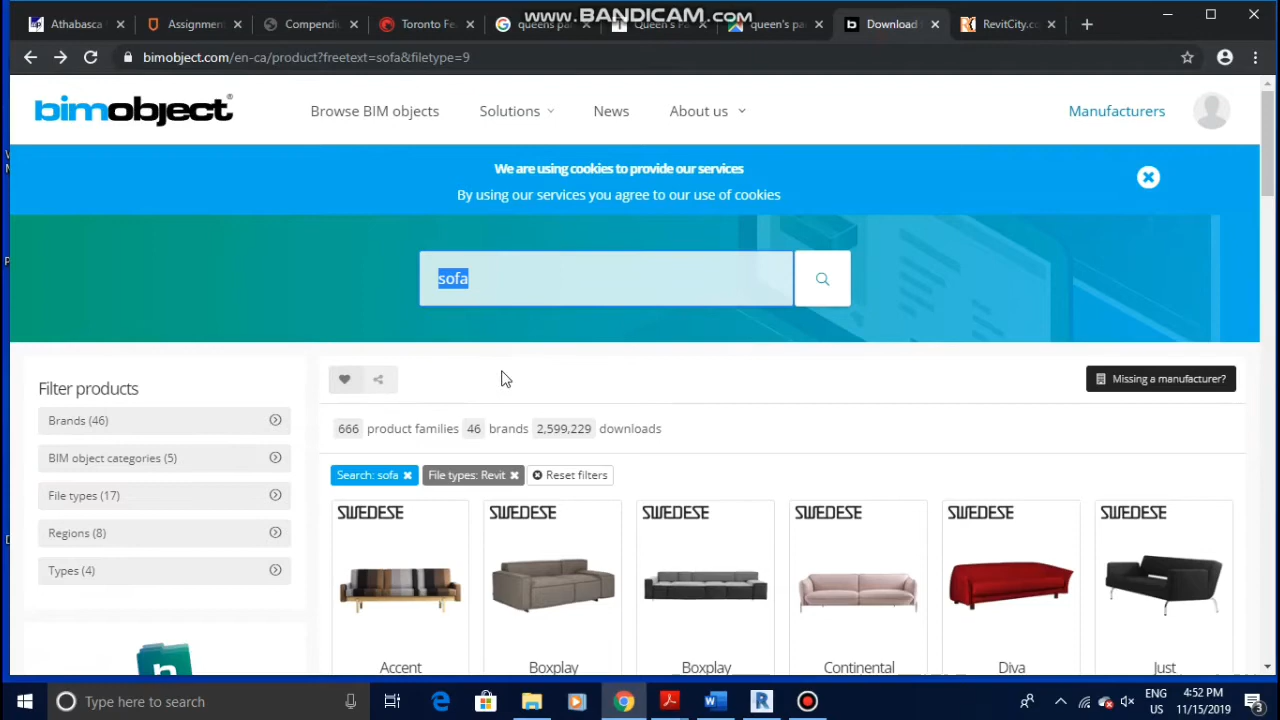 www.BANDICAM.com
Athabasca
Assignment
Compendiu
Toronto Fe
queens pa
Queen's Pa
queen's pa
Download
RevitCity.co
bimobject.com/en-ca/product?freetext=sofa&filetype=9
bimobject®
Browse BIM objects
Solutions
News
About us
Manufacturers
We are using cookies to provide our services
By using our services you agree to our use of cookies
sofa
Filter products
Brands (46)
BIM object categories (5)
File types (17)
Regions (8)
Types (4)
Missing a manufacturer?
666 product families 46 brands 2,599,229 downloads
Search: sofa
File types: Revit
Reset filters
SWEDESE
SWEDESE
SWEDESE
SWEDESE
SWEDESE
SWEDESE
Accent
Boxplay
Boxplay
Continental
Diva
Just
Type here to search
ENG
US
4:52 PM
11/15/2019
3